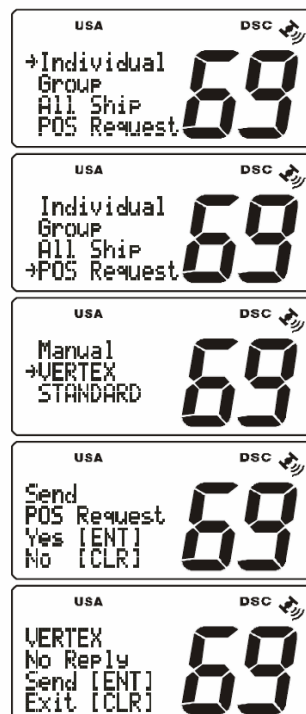 USA DSC
→Individual
Group
All Ship
POS Request
69
USA DSC
Individual
Group
All Ship
→POS Request
69
USA DSC
Manual
→VERTEX
STANDARD
69
USA DSC
Send
POS Request
Yes [ENT]
No [CLR]
69
USA DSC
VERTEX
No Reply
Send [ENT]
Exit [CLR]
69